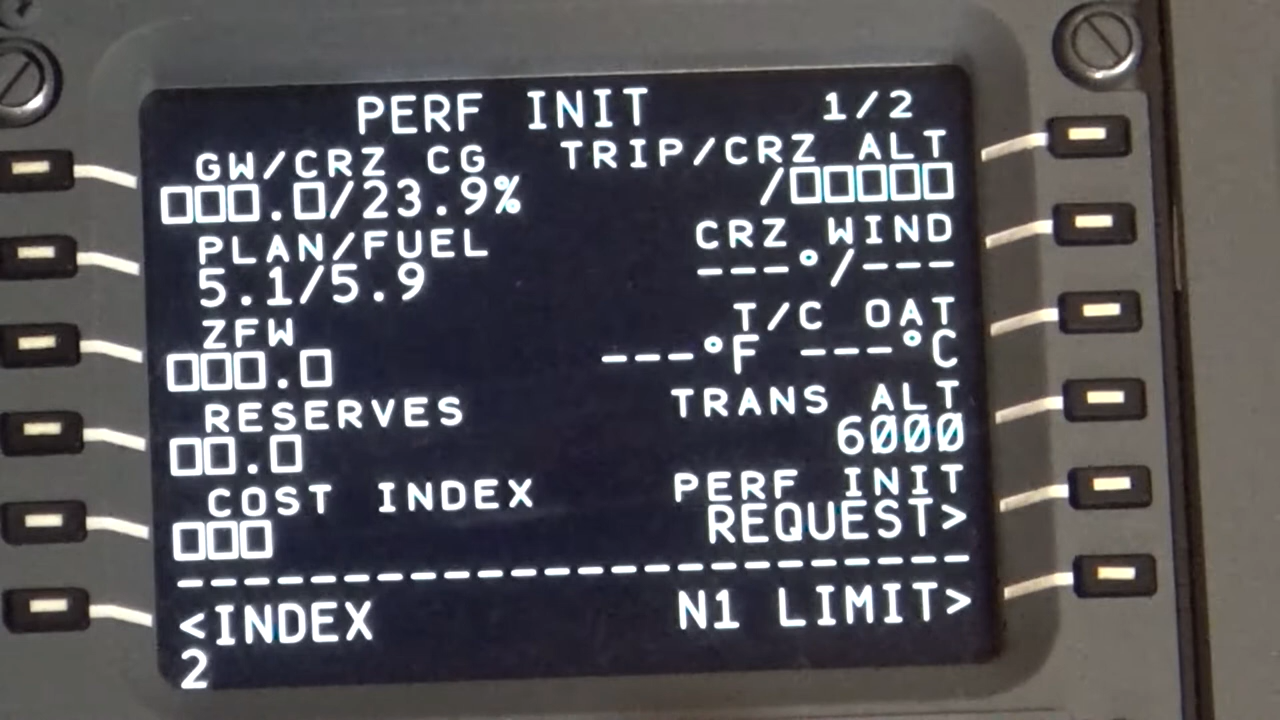 PERF INIT 1/2
GW/CRZ CG TRIP/CRZ ALT
□□□.□/23.9% /□□□□□
PLAN/FUEL CRZ WIND
5.1/5.9 ---°/---
ZFW T/C OAT
□□□.□ ---°F ---°C
RESERVES TRANS ALT
□□.□ 6000
COST INDEX PERF INIT
□□□ REQUEST>
------------------------
<INDEX N1 LIMIT>
2